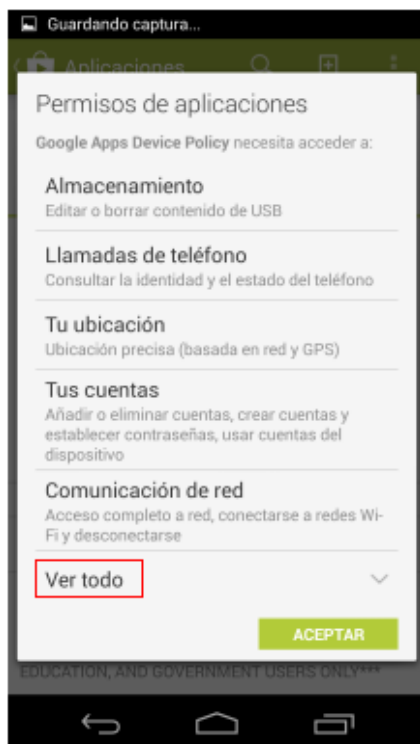 Guardando captura...
Aplicaciones
Permisos de aplicaciones
Google Apps Device Policy necesita acceder a:
Almacenamiento
Editar o borrar contenido de USB
Llamadas de teléfono
Consultar la identidad y el estado del teléfono
Tu ubicación
Ubicación precisa (basada en red y GPS)
Tus cuentas
Añadir o eliminar cuentas, crear cuentas y
establecer contraseñas, usar cuentas del
dispositivo
Comunicación de red
Acceso completo a red, conectarse a redes Wi-
Fi y desconectarse
Ver todo
ACEPTAR
EDUCATION, AND GOVERNMENT USERS ONLY***